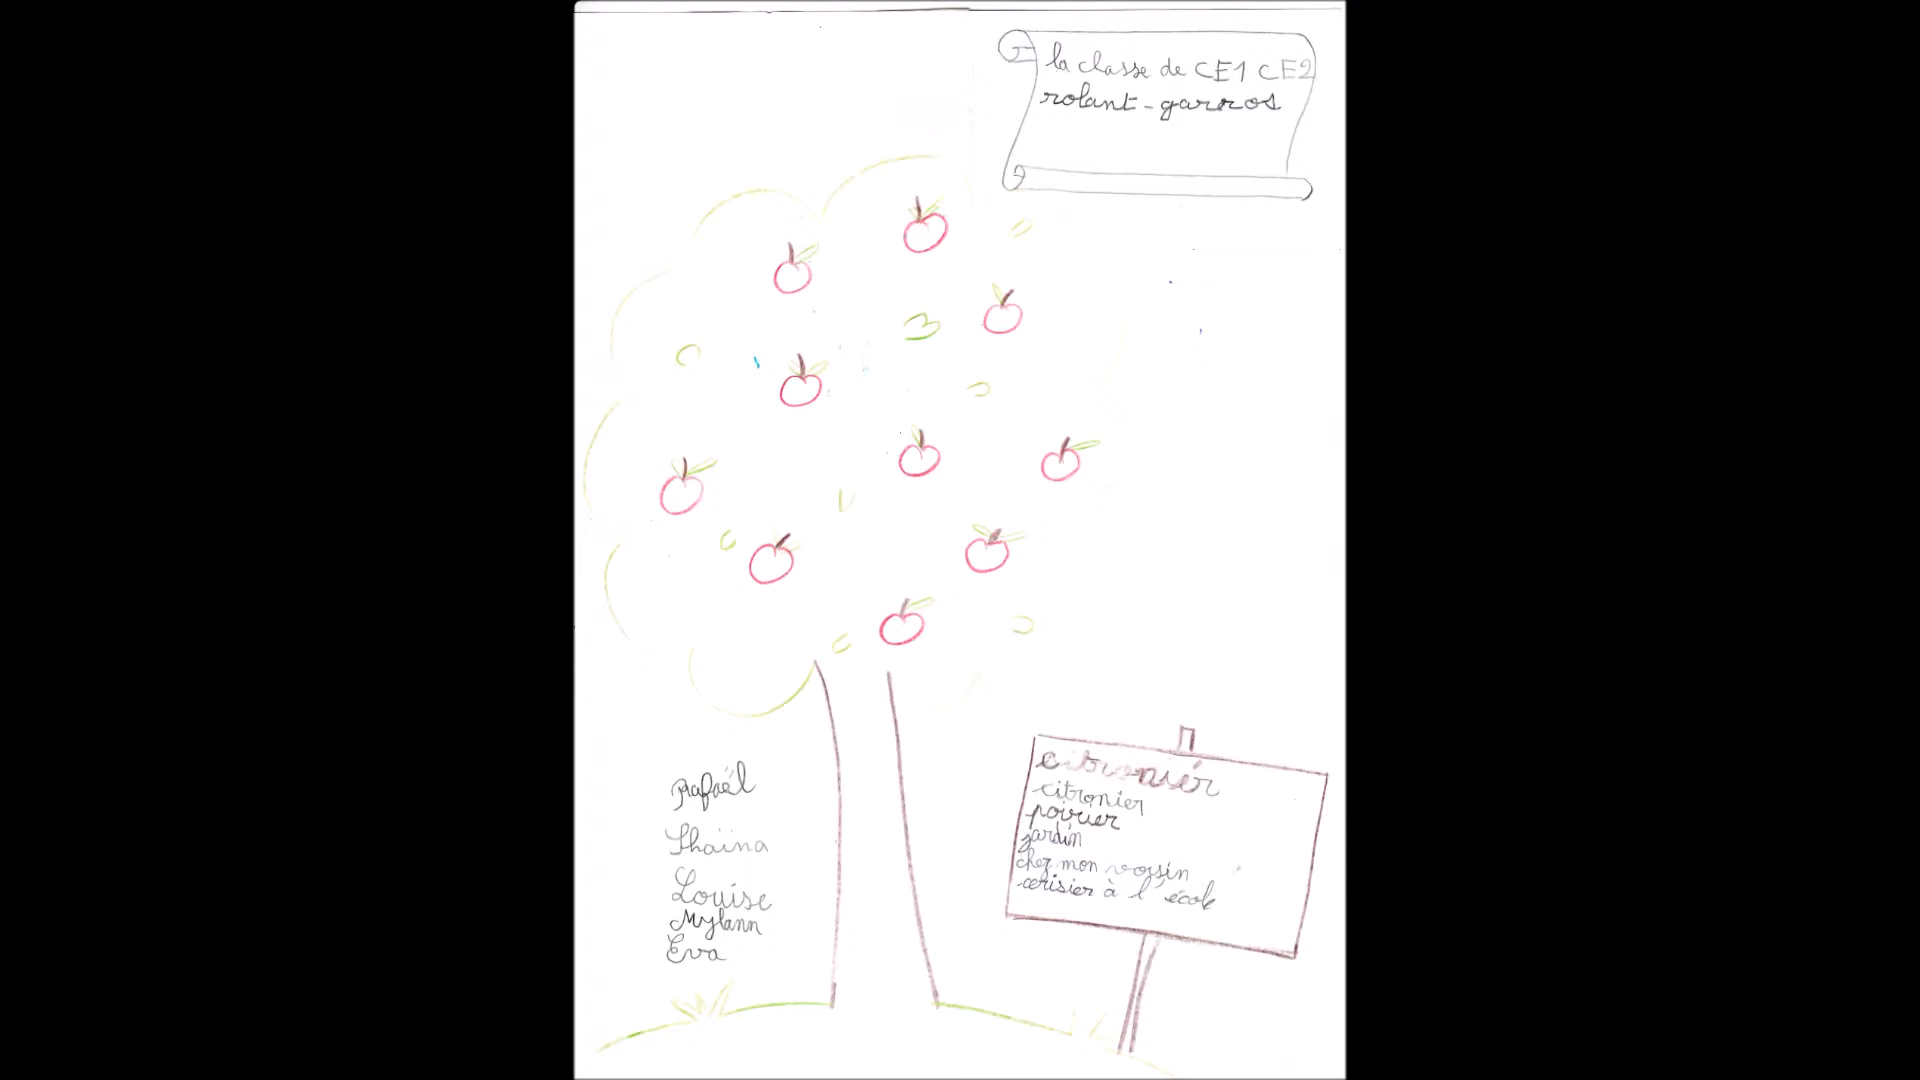 la classe de CE1 CE2
rolant-garros
Rafaël
Shaïna
Louise
Mylann
Eva
citronier
citronier
poirier
jardin
chez mon voisin
cerisier à l'école